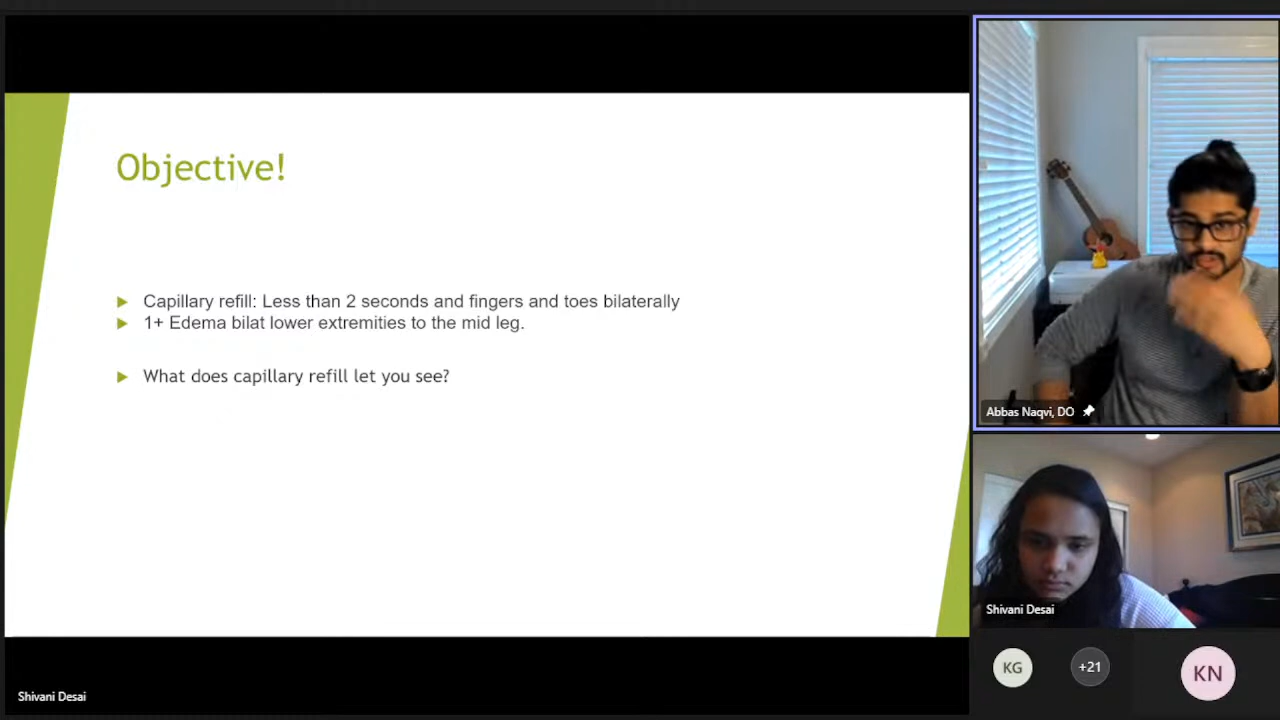 Objective!
Capillary refill: Less than 2 seconds and fingers and toes bilaterally
1+ Edema bilat lower extremities to the mid leg.
What does capillary refill let you see?
Shivani Desai
Abbas Naqvi, DO
Shivani Desai
KG
+21
KN